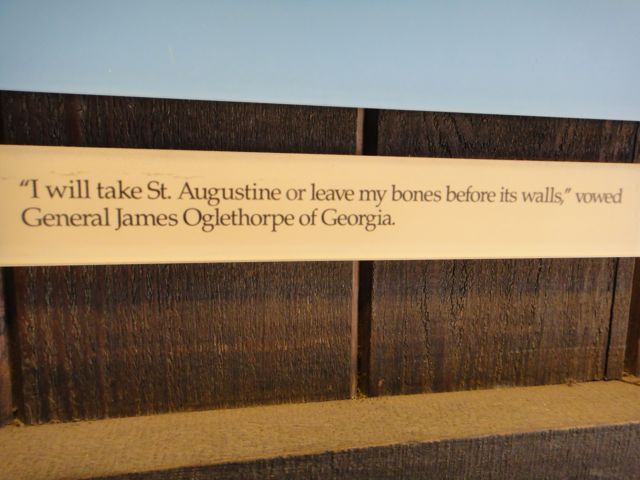 “I will take St. Augustine or leave my bones before its walls,” vowed
General James Oglethorpe of Georgia.